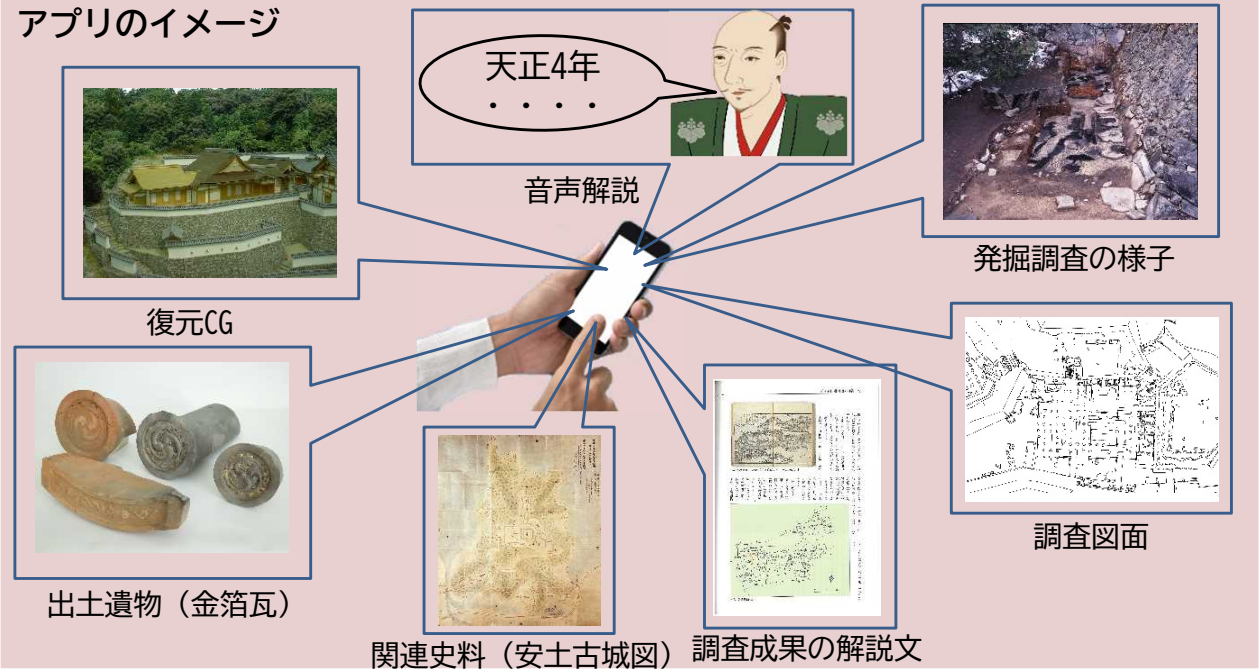 アプリのイメージ
天正4年
・・・・
音声解説
発掘調査の様子
復元CG
調査図面
出土遺物（金箔瓦）
関連史料（安土古城図）
調査成果の解説文